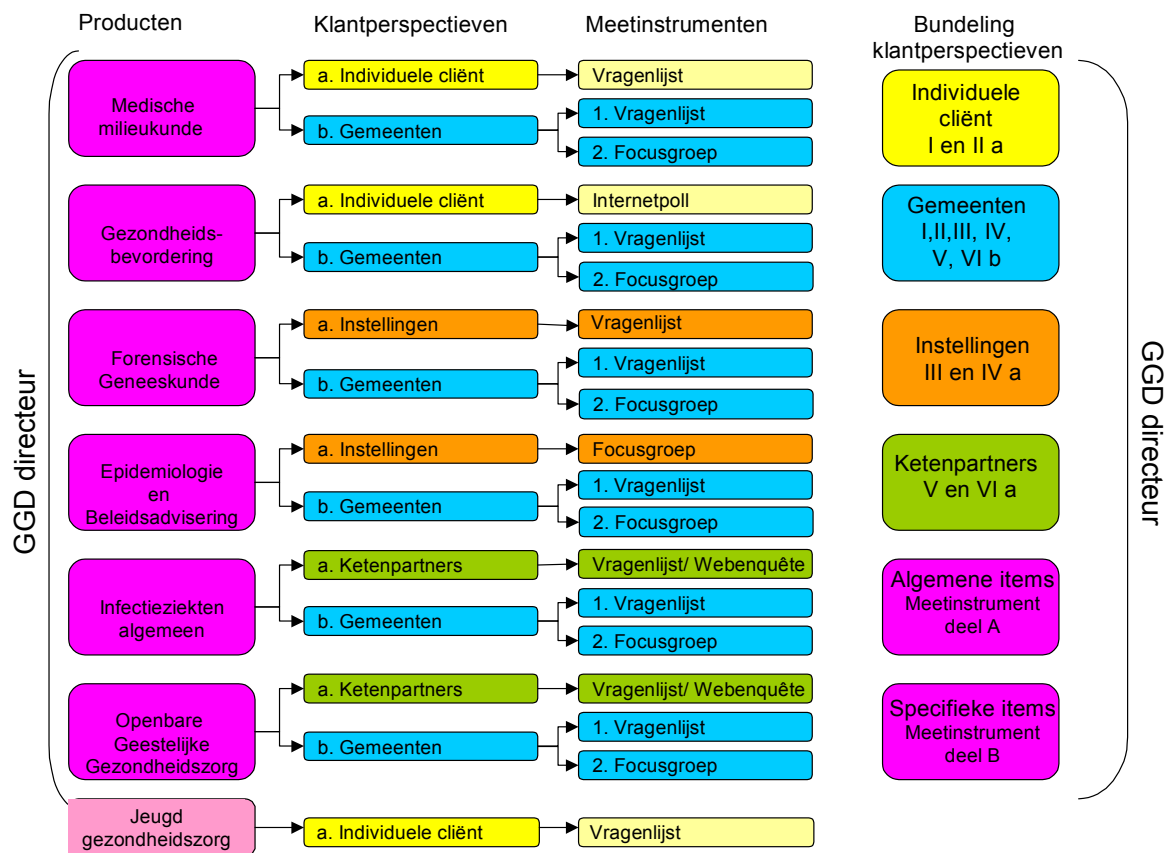 Producten
Klantperspectieven
Meetinstrumenten
Bundeling
klantperspectieven
GGD directeur
Medische
milieukunde
a. Individuele cliënt
Vragenlijst
b. Gemeenten
1. Vragenlijst
2. Focusgroep
Gezondheids-
bevordering
a. Individuele cliënt
Internetpoll
b. Gemeenten
1. Vragenlijst
2. Focusgroep
Forensische
Geneeskunde
a. Instellingen
Vragenlijst
b. Gemeenten
1. Vragenlijst
2. Focusgroep
Epidemiologie
en
Beleidsadvisering
a. Instellingen
Focusgroep
b. Gemeenten
1. Vragenlijst
2. Focusgroep
Infectieziekten
algemeen
a. Ketenpartners
Vragenlijst/ Webenquête
b. Gemeenten
1. Vragenlijst
2. Focusgroep
Openbare
Geestelijke
Gezondheidszorg
a. Ketenpartners
Vragenlijst/ Webenquête
b. Gemeenten
1. Vragenlijst
2. Focusgroep
Jeugd
gezondheidszorg
a. Individuele cliënt
Vragenlijst
Individuele
cliënt
I en II a
Gemeenten
I,II,III, IV,
V, VI b
Instellingen
III en IV a
Ketenpartners
V en VI a
Algemene items
Meetinstrument
deel A
Specifieke items
Meetinstrument
deel B
GGD directeur